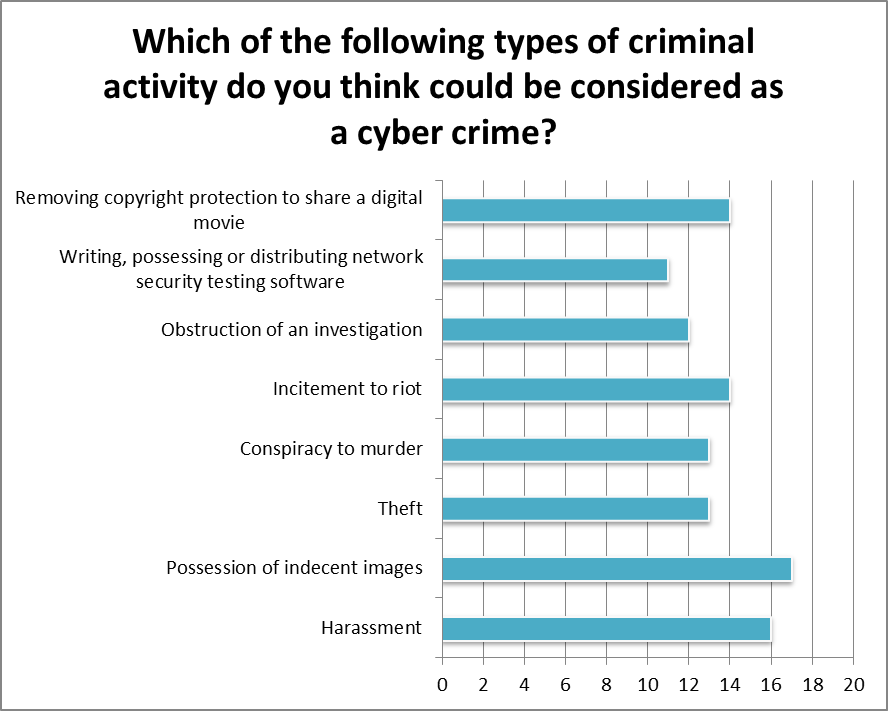 Which of the following types of criminal
activity do you think could be considered as
a cyber crime?
Removing copyright protection to share a digital
movie
Writing, possessing or distributing network
security testing software
Obstruction of an investigation
Incitement to riot
Conspiracy to murder
Theft
Possession of indecent images
Harassment
0 2 4 6 8 10 12 14 16 18 20